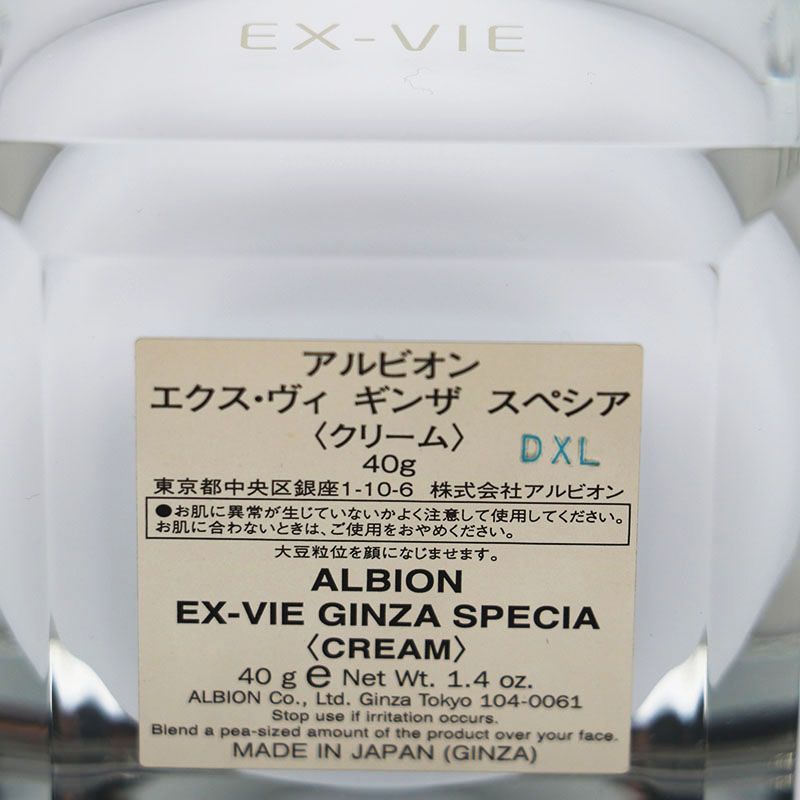 EX-VIE
アルビオン
エクス・ヴィ ギンザ スペシア
〈クリーム〉
40g
DXL
東京都中央区銀座1-10-6 株式会社アルビオン
●お肌に異常が生じていないかよく注意して使用してください。
お肌に合わないときは、ご使用をおやめください。
大豆粒位を顔になじませます。
ALBION
EX-VIE GINZA SPECIA
〈CREAM〉
40 g e Net Wt. 1.4 oz.
ALBION Co., Ltd. Ginza Tokyo 104-0061
Stop use if irritation occurs.
Blend a pea-sized amount of the product over your face.
MADE IN JAPAN (GINZA)